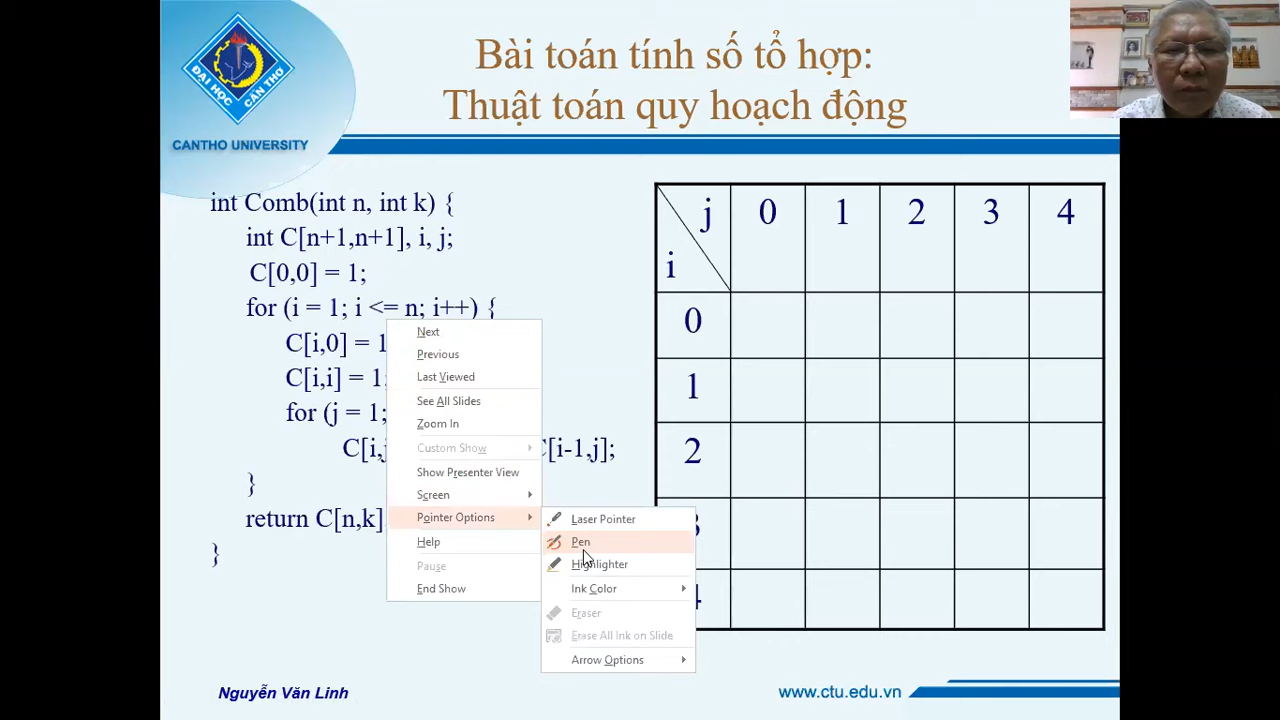 Bài toán tính số tổ hợp:
Thuật toán quy hoạch động
ĐẠI HỌC CẦN THƠ
CANTHO UNIVERSITY
int Comb(int n, int k) {
int C[n+1,n+1], i, j;
C[0,0] = 1;
for (i = 1; i <= n; i++) {
C[i,0] = 1
C[i,i] = 1;
for (j = 1;
C[i,j C[i-1,j];
}
return C[n,k]
}
Next
Previous
Last Viewed
See All Slides
Zoom In
Custom Show
Show Presenter View
Screen
Pointer Options
Help
Pause
End Show
Laser Pointer
Pen
Highlighter
Ink Color
Eraser
Erase All Ink on Slide
Arrow Options
j 0 1 2 3 4
i
0
1
2
3
4
Nguyễn Văn Linh
www.ctu.edu.vn